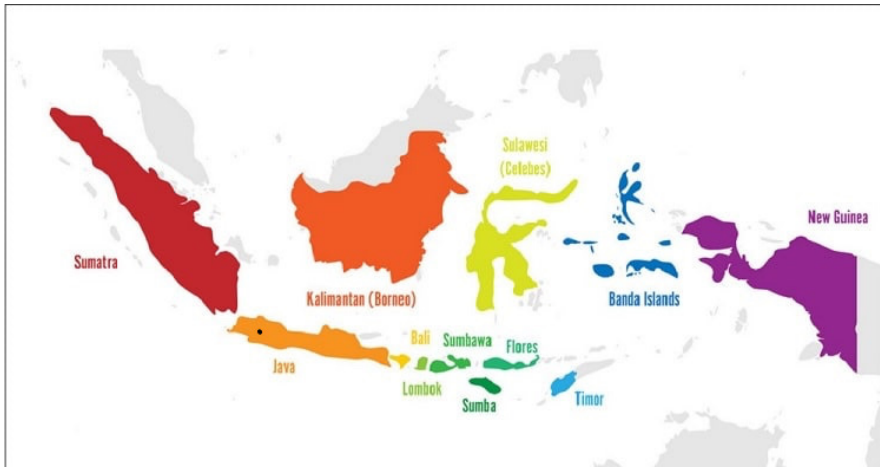 Sulawesi
(Celebes)
New Guinea
Sumatra
Kalimantan (Borneo)
Banda Islands
Bali
Sumbawa
Flores
Java
Lombok
Sumba
Timor